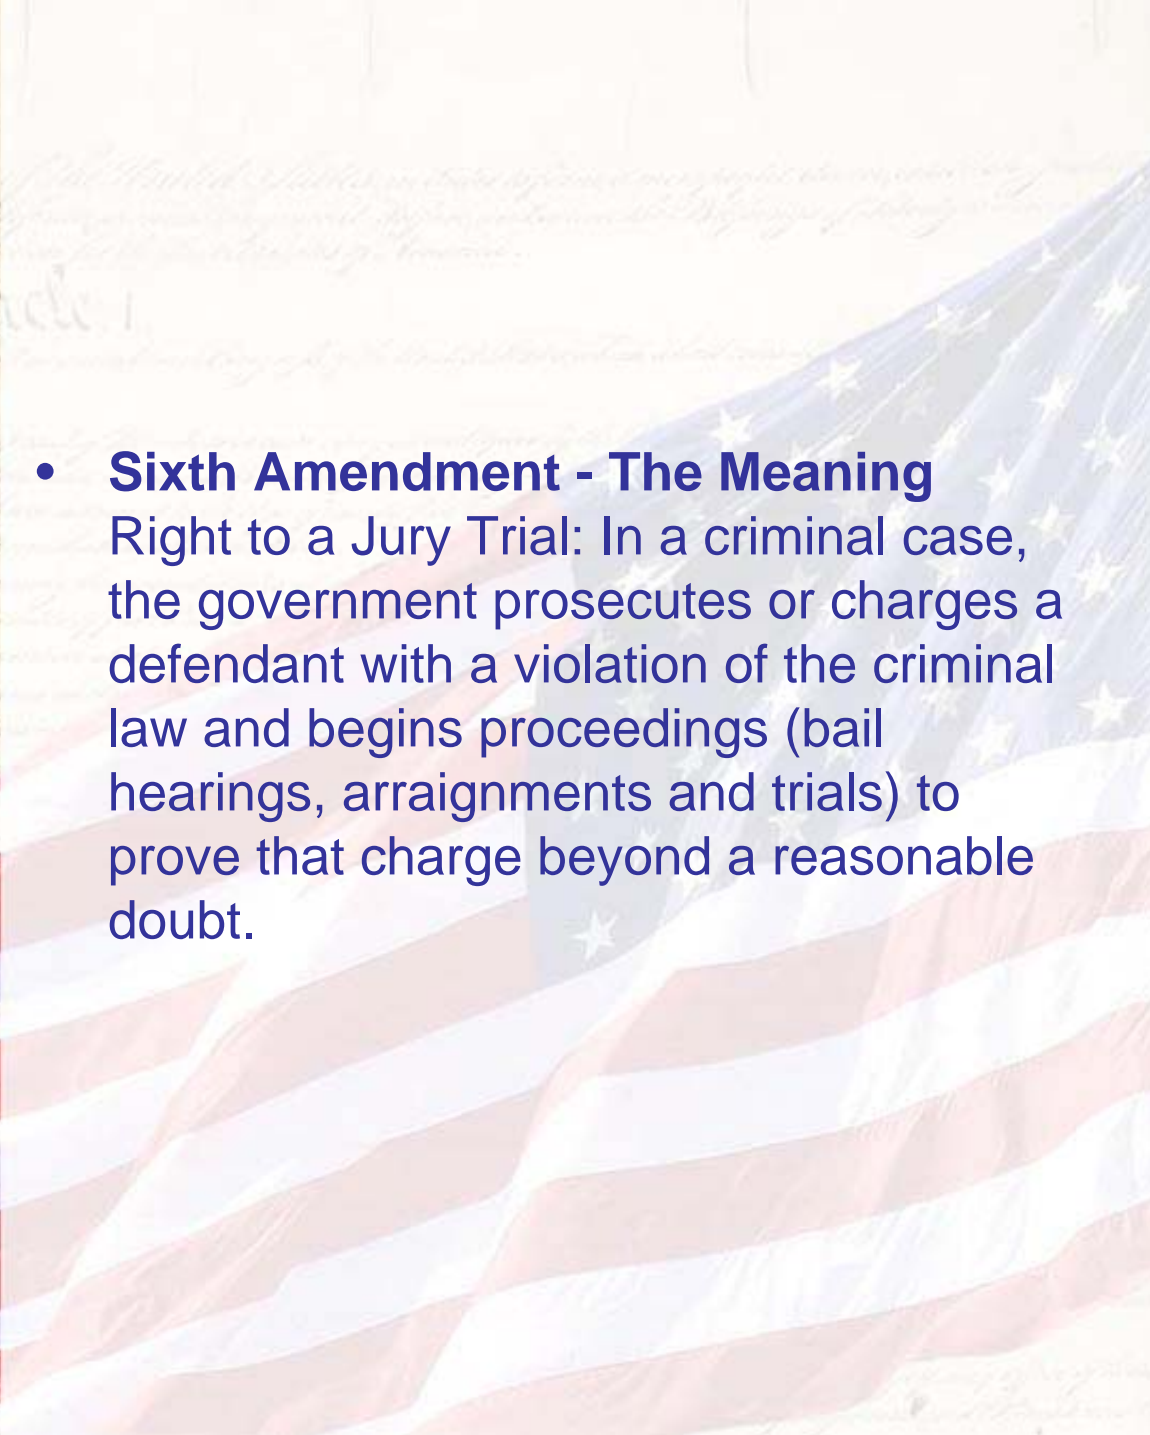 • Sixth Amendment - The Meaning
Right to a Jury Trial: In a criminal case,
the government prosecutes or charges a
defendant with a violation of the criminal
law and begins proceedings (bail
hearings, arraignments and trials) to
prove that charge beyond a reasonable
doubt.